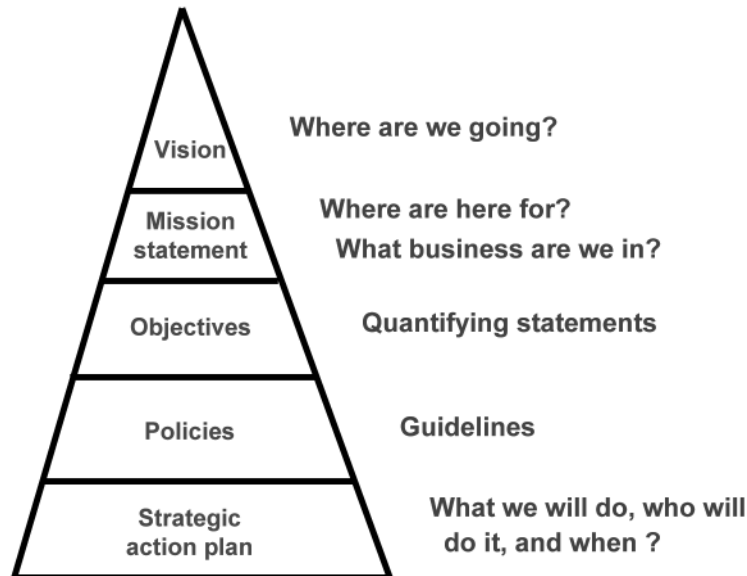 Vision
Where are we going?
Mission
statement
Where are here for?
What business are we in?
Objectives
Quantifying statements
Policies
Guidelines
Strategic
action plan
What we will do, who will
do it, and when ?